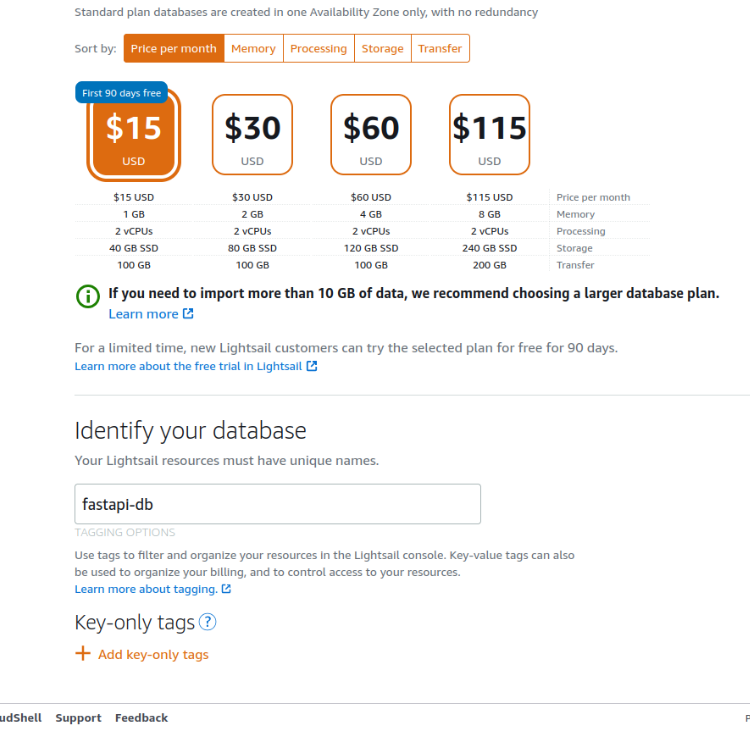 Standard plan databases are created in one Availability Zone only, with no redundancy
Sort by: Price per month Memory Processing Storage Transfer
First 90 days free
$15 $30 $60 $115
USD USD USD USD
$15 USD $30 USD $60 USD $115 USD Price per month
1 GB 2 GB 4 GB 8 GB Memory
2 vCPUs 2 vCPUs 2 vCPUs 2 vCPUs Processing
40 GB SSD 80 GB SSD 120 GB SSD 240 GB SSD Storage
100 GB 100 GB 100 GB 200 GB Transfer
If you need to import more than 10 GB of data, we recommend choosing a larger database plan.
Learn more
For a limited time, new Lightsail customers can try the selected plan for free for 90 days.
Learn more about the free trial in Lightsail
Identify your database
Your Lightsail resources must have unique names.
fastapi-db
TAGGING OPTIONS
Use tags to filter and organize your resources in the Lightsail console. Key-value tags can also
be used to organize your billing, and to control access to your resources.
Learn more about tagging.
Key-only tags ?
+ Add key-only tags
udShell Support Feedback P